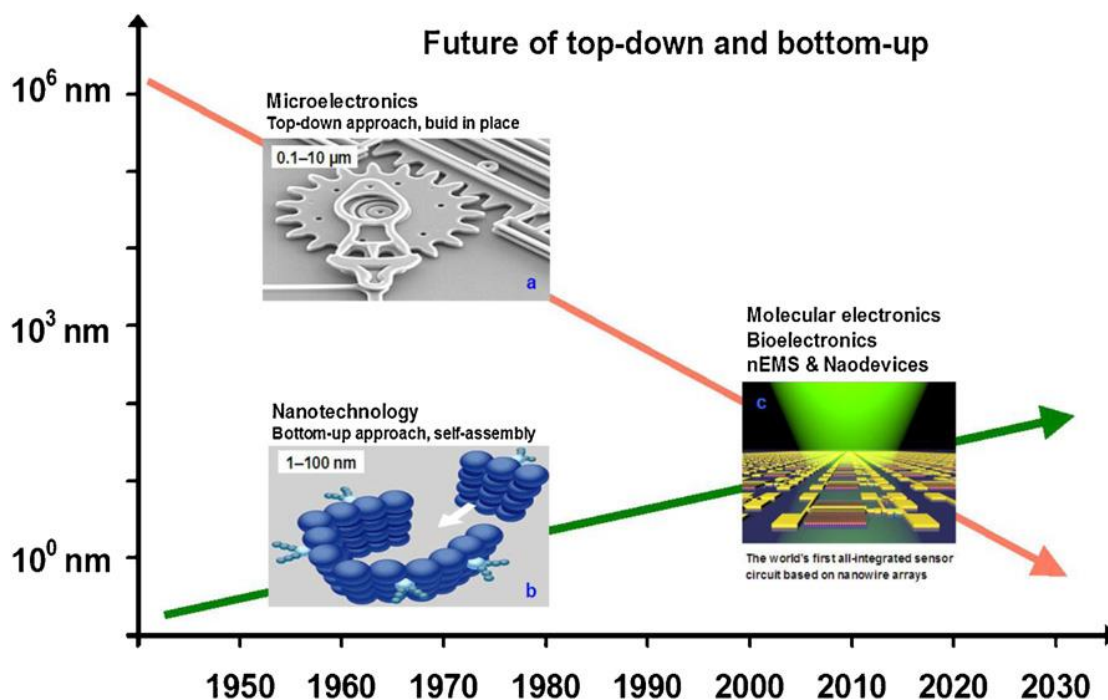 Future of top-down and bottom-up
10⁶ nm
Microelectronics
Top-down approach, buid in place
0.1–10 µm
a
10³ nm
Molecular electronics
Bioelectronics
nEMS & Naodevices
c
Nanotechnology
Bottom-up approach, self-assembly
1–100 nm
b
10⁰ nm
The world's first all-integrated sensor
circuit based on nanowire arrays
1950 1960 1970 1980 1990 2000 2010 2020 2030